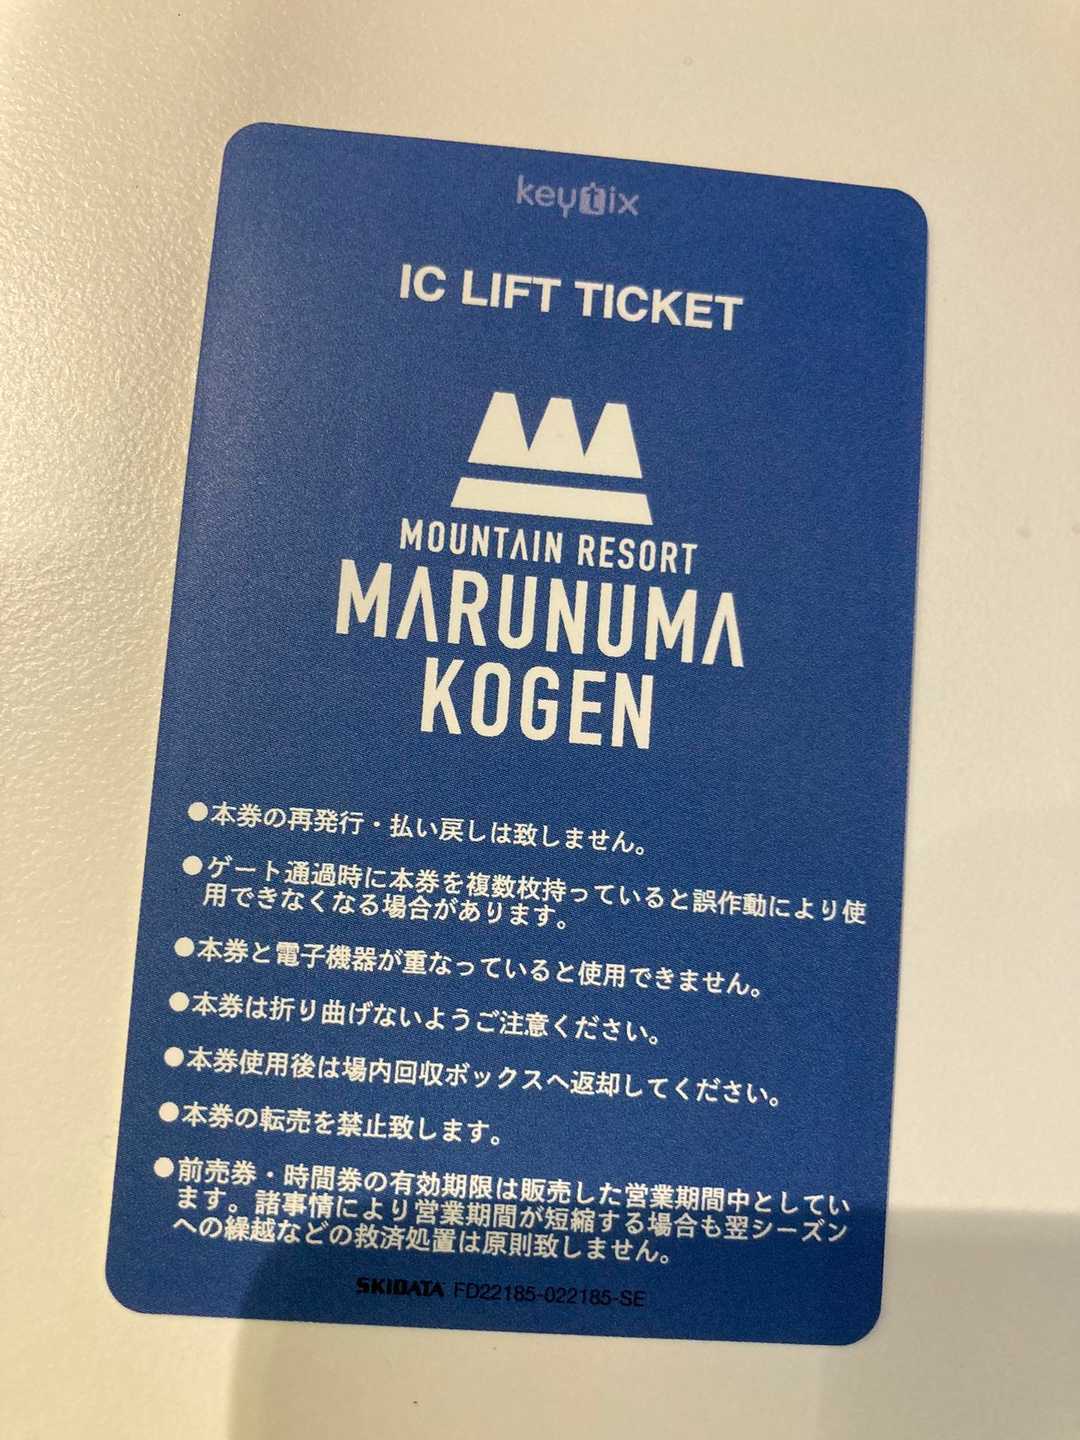 keytix
IC LIFT TICKET
MOUNTAIN RESORT
MARUNUMA
KOGEN
●本券の再発行・払い戻しは致しません。
●ゲート通過時に本券を複数枚持っていると誤作動により使
用できなくなる場合があります。
●本券と電子機器が重なっていると使用できません。
●本券は折り曲げないようご注意ください。
●本券使用後は場内回収ボックスへ返却してください。
●本券の転売を禁止致します。
●前売券・時間券の有効期限は販売した営業期間中としてい
ます。諸事情により営業期間が短縮する場合も翌シーズン
への繰越などの救済処置は原則致しません。
SKIDATA FD22185-022185-SE